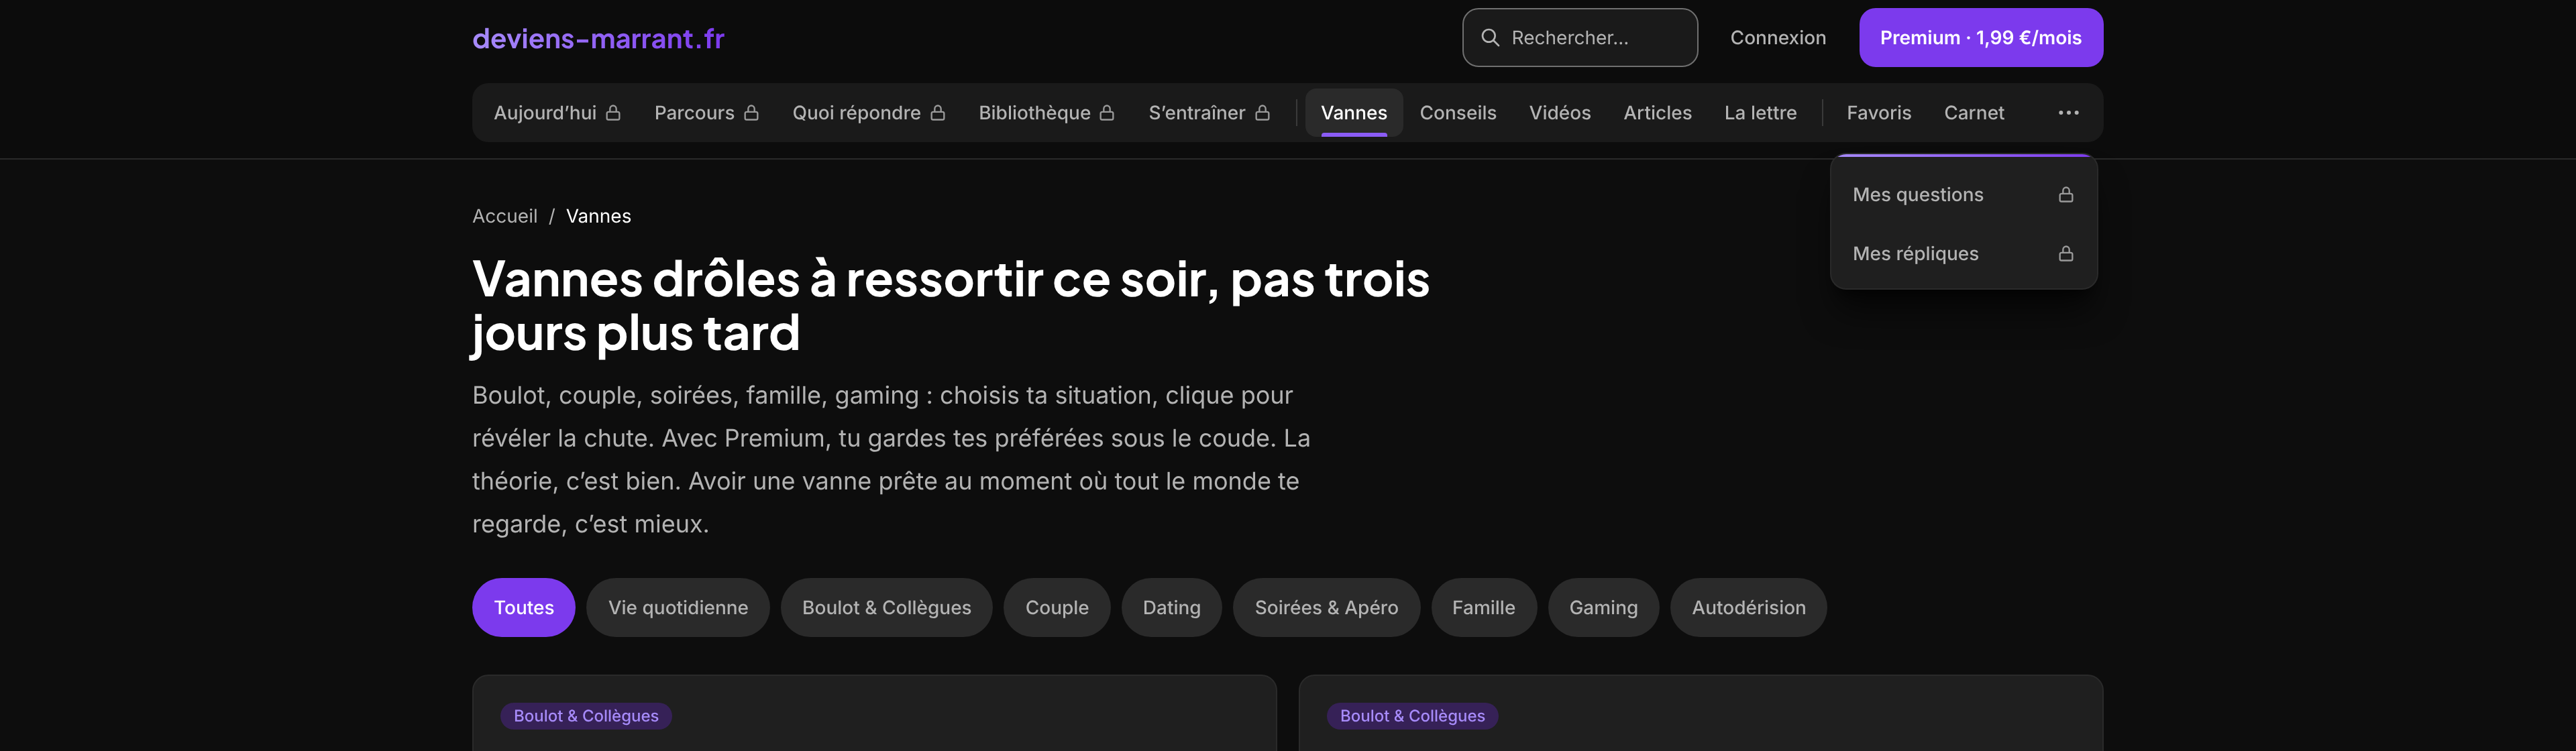 deviens-marrant.fr
Rechercher...
Connexion
Premium · 1,99 €/mois
Aujourd’hui
Parcours
Quoi répondre
Bibliothèque
S’entraîner
Vannes
Conseils
Vidéos
Articles
La lettre
Favoris
Carnet
Mes questions
Mes répliques
Accueil / Vannes
Vannes drôles à ressortir ce soir, pas trois
jours plus tard
Boulot, couple, soirées, famille, gaming : choisis ta situation, clique pour
révéler la chute. Avec Premium, tu gardes tes préférées sous le coude. La
théorie, c’est bien. Avoir une vanne prête au moment où tout le monde te
regarde, c’est mieux.
Toutes
Vie quotidienne
Boulot & Collègues
Couple
Dating
Soirées & Apéro
Famille
Gaming
Autodérision
Boulot & Collègues
Boulot & Collègues